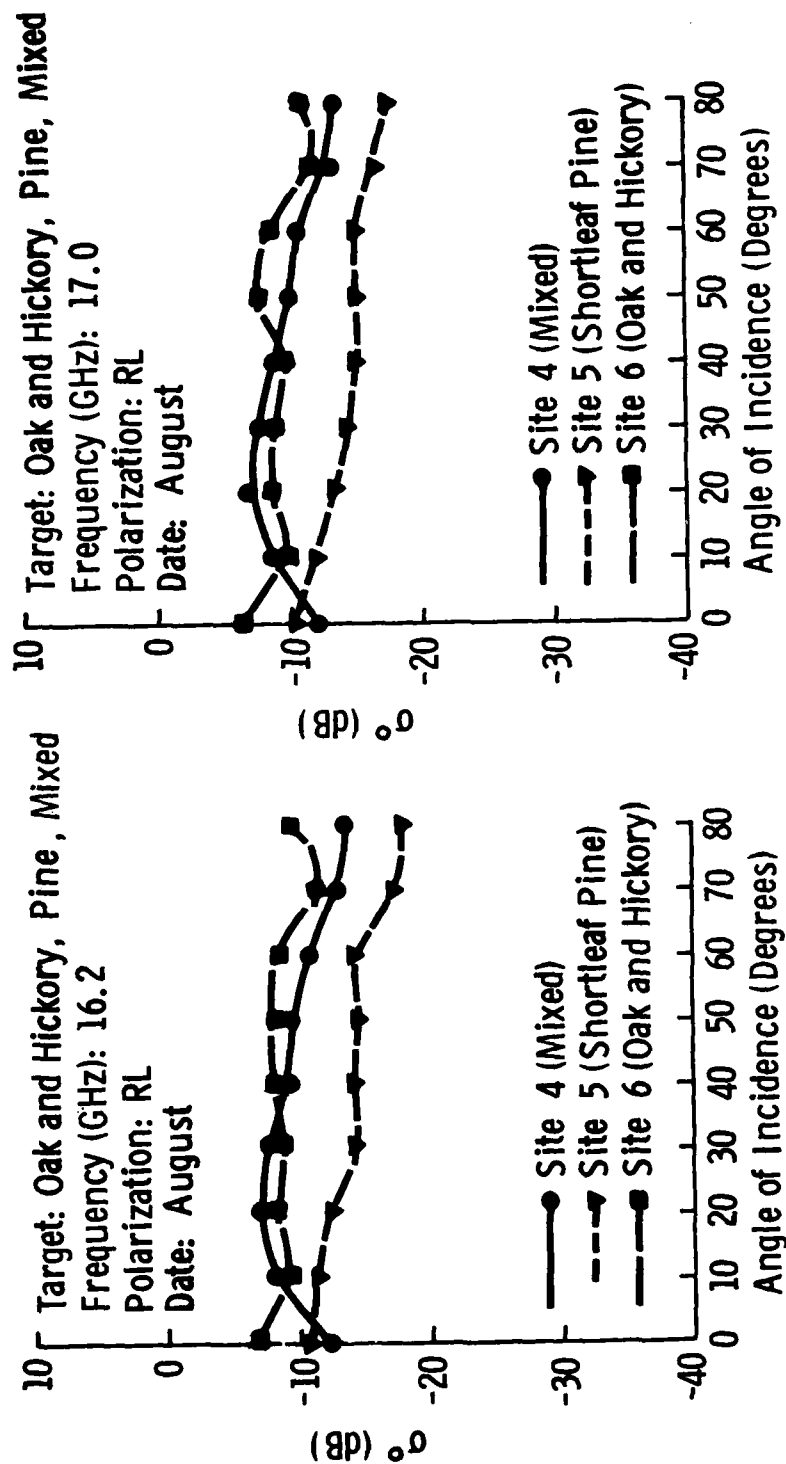 Target: Oak and Hickory, Pine, Mixed
Frequency (GHz): 16.2
Polarization: RL
Date: August
10
0
-10
-20
-30
-40
σ° (dB)
0 10 20 30 40 50 60 70 80
Angle of Incidence (Degrees)
Site 4 (Mixed)
Site 5 (Shortleaf Pine)
Site 6 (Oak and Hickory)
Target: Oak and Hickory, Pine, Mixed
Frequency (GHz): 17.0
Polarization: RL
Date: August
10
0
-10
-20
-30
-40
σ° (dB)
0 10 20 30 40 50 60 70 80
Angle of Incidence (Degrees)
Site 4 (Mixed)
Site 5 (Shortleaf Pine)
Site 6 (Oak and Hickory)